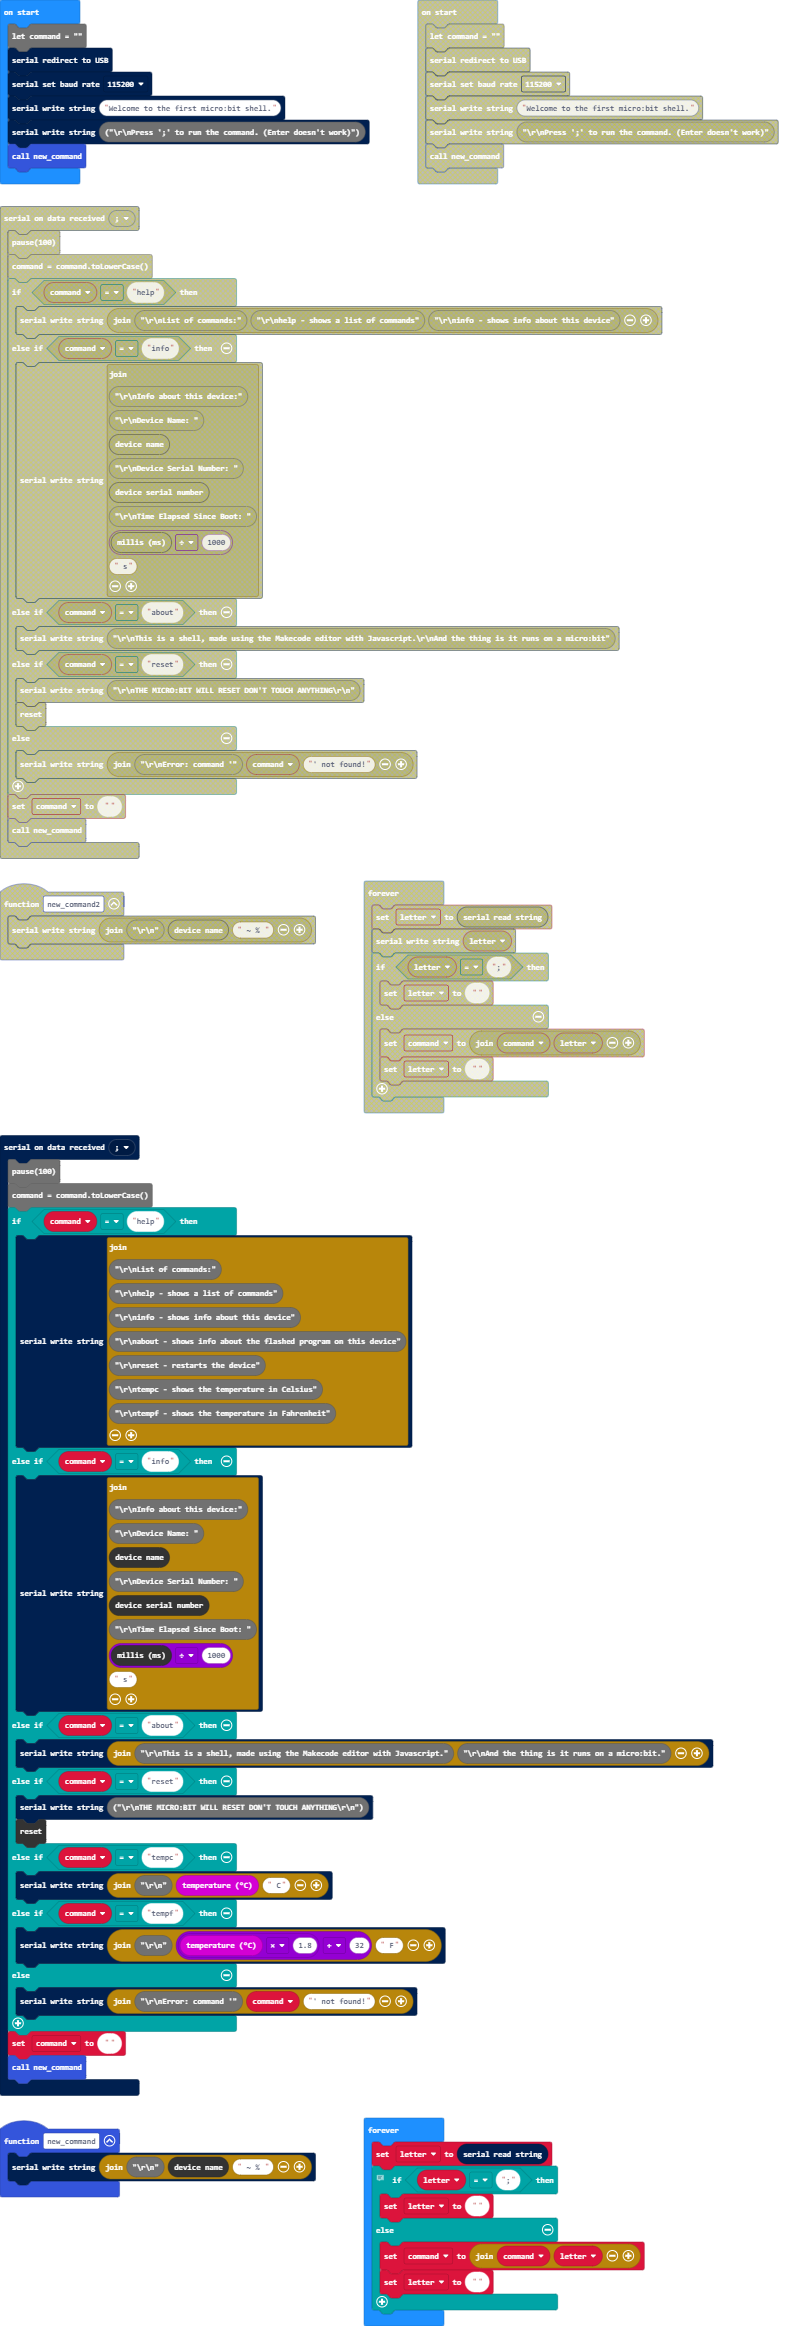 on start
let command = ""
serial redirect to USB
serial set baud rate 115200
serial write string "Welcome to the first micro:bit shell."
serial write string ("\r\nPress ';' to run the command. (Enter doesn't work)")
call new_command
on start
let command = ""
serial redirect to USB
serial set baud rate 115200
serial write string "Welcome to the first micro:bit shell."
serial write string "\r\nPress ';' to run the command. (Enter doesn't work)"
call new_command
serial on data received ;
pause(100)
command = command.toLowerCase()
if command = "help" then
serial write string join "\r\nList of commands:" "\r\nhelp - shows a list of commands" "\r\ninfo - shows info about this device"
else if command = "info" then
join
"\r\nInfo about this device:"
"\r\nDevice Name: "
device name
"\r\nDevice Serial Number: "
serial write string
device serial number
"\r\nTime Elapsed Since Boot: "
millis (ms) ÷ 1000
" s"
else if command = "about" then
serial write string "\r\nThis is a shell, made using the Makecode editor with Javascript.\r\nAnd the thing is it runs on a micro:bit"
else if command = "reset" then
serial write string "\r\nTHE MICRO:BIT WILL RESET DON'T TOUCH ANYTHING\r\n"
reset
else
serial write string join "\r\nError: command '" command "' not found!"
set command to ""
call new_command
function new_command2
serial write string join "\r\n" device name " ~ % "
forever
set letter to serial read string
serial write string letter
if letter = ";" then
set letter to ""
else
set command to join command letter
set letter to ""
serial on data received ;
pause(100)
command = command.toLowerCase()
if command = "help" then
join
"\r\nList of commands:"
"\r\nhelp - shows a list of commands"
"\r\ninfo - shows info about this device"
serial write string "\r\nabout - shows info about the flashed program on this device"
"\r\nreset - restarts the device"
"\r\ntempc - shows the temperature in Celsius"
"\r\ntempf - shows the temperature in Fahrenheit"
else if command = "info" then
join
"\r\nInfo about this device:"
"\r\nDevice Name: "
device name
"\r\nDevice Serial Number: "
serial write string
device serial number
"\r\nTime Elapsed Since Boot: "
millis (ms) ÷ 1000
" s"
else if command = "about" then
serial write string join "\r\nThis is a shell, made using the Makecode editor with Javascript." "\r\nAnd the thing is it runs on a micro:bit."
else if command = "reset" then
serial write string ("\r\nTHE MICRO:BIT WILL RESET DON'T TOUCH ANYTHING\r\n")
reset
else if command = "tempc" then
serial write string join "\r\n" temperature (°C) " C"
else if command = "tempf" then
serial write string join "\r\n" temperature (°C) × 1.8 + 32 " F"
else
serial write string join "\r\nError: command '" command "' not found!"
set command to ""
call new_command
function new_command
serial write string join "\r\n" device name " ~ % "
forever
set letter to serial read string
if letter = ";" then
set letter to ""
else
set command to join command letter
set letter to ""